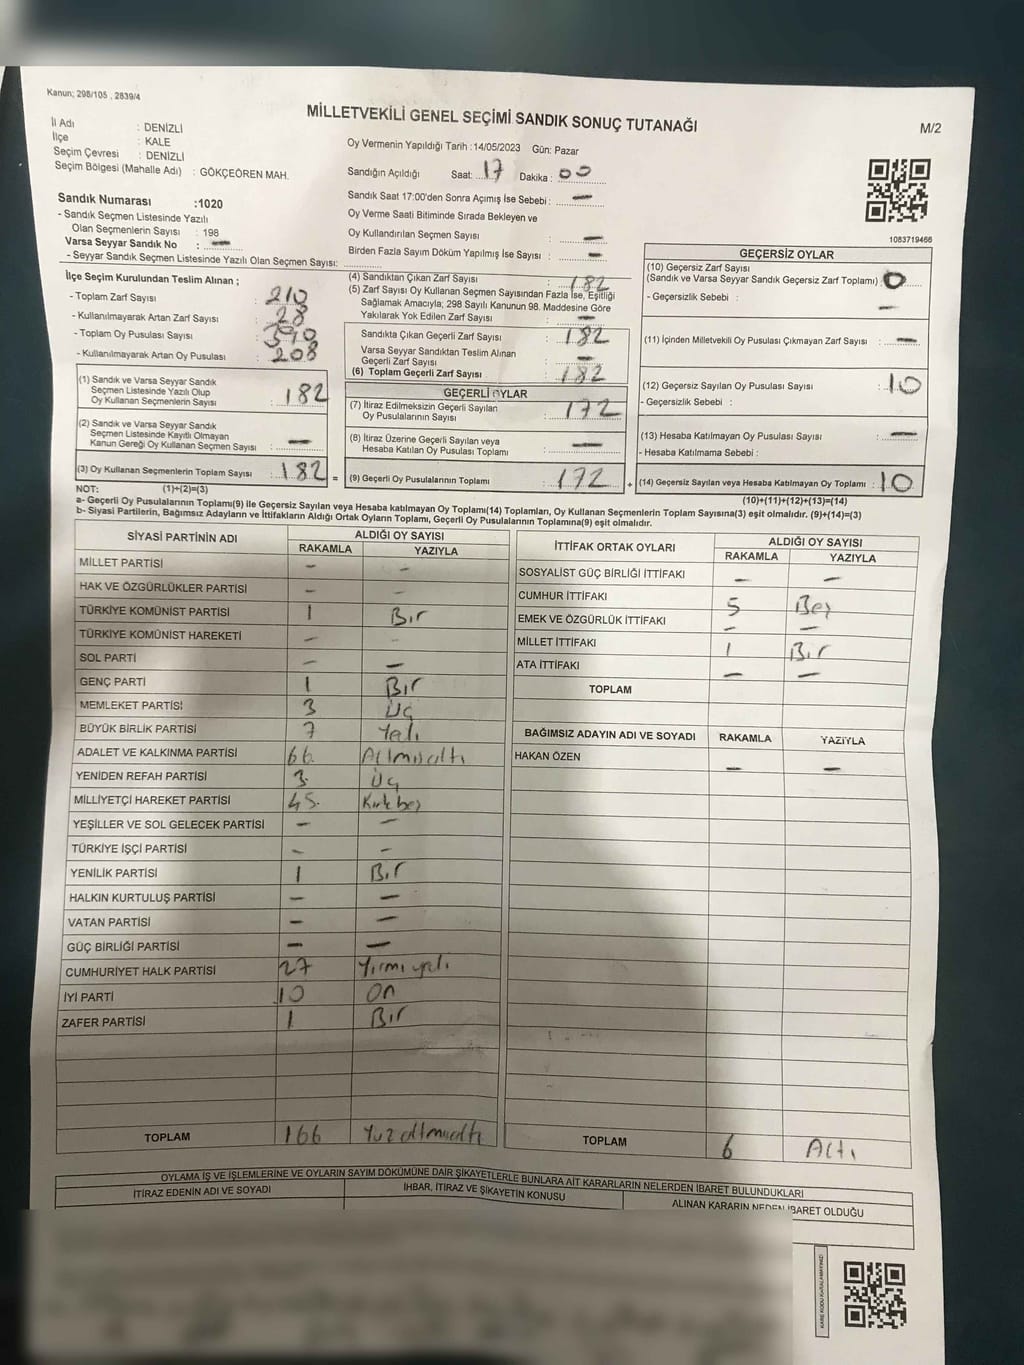 Kanun; 298/105 , 2839/4
MİLLETVEKİLİ GENEL SEÇİMİ SANDIK SONUÇ TUTANAĞI
M/2
İl Adı : DENİZLİ
İlçe : KALE
Seçim Çevresi : DENİZLİ
Seçim Bölgesi (Mahalle Adı) : GÖKÇEÖREN MAH.
Sandık Numarası :1020
- Sandık Seçmen Listesinde Yazılı
Olan Seçmenlerin Sayısı : 198
Varsa Seyyar Sandık No : -
- Seyyar Sandık Seçmen Listesinde Yazılı Olan Seçmen Sayısı:
Oy Vermenin Yapıldığı Tarih :14/05/2023 Gün: Pazar
Sandığın Açıldığı Saat: 17 Dakika: 00
Sandık Saat 17:00'den Sonra Açımış İse Sebebi : -
Oy Verme Saati Bitiminde Sırada Bekleyen ve
Oy Kullandırılan Seçmen Sayısı : -
Birden Fazla Sayım Döküm Yapılmış İse Sayısı : -
1083719466
İlçe Seçim Kurulundan Teslim Alınan ;
- Toplam Zarf Sayısı : 210
- Kullanılmayarak Artan Zarf Sayısı : 28
- Toplam Oy Pusulası Sayısı : 390
- Kullanılmayarak Artan Oy Pusulası : 208
(1) Sandık ve Varsa Seyyar Sandık
Seçmen Listesinde Yazılı Olup
Oy Kullanan Seçmenlerin Sayısı : 182
(2) Sandık ve Varsa Seyyar Sandık
Seçmen Listesinde Kayıtlı Olmayan
Kanun Gereği Oy Kullanan Seçmen Sayısı : -
(3) Oy Kullanan Seçmenlerin Toplam Sayısı : 182 =
(4) Sandıktan Çıkan Zarf Sayısı : 182
(5) Zarf Sayısı Oy Kullanan Seçmen Sayısından Fazla İse, Eşitliği
Sağlamak Amacıyla; 298 Sayılı Kanunun 98. Maddesine Göre
Yakılarak Yok Edilen Zarf Sayısı : -
Sandıkta Çıkan Geçerli Zarf Sayısı : 182
Varsa Seyyar Sandıktan Teslim Alınan
Geçerli Zarf Sayısı : -
(6) Toplam Geçerli Zarf Sayısı : 182
GEÇERLİ OYLAR
(7) İtiraz Edilmeksizin Geçerli Sayılan
Oy Pusulalarının Sayısı : 172
(8) İtiraz Üzerine Geçerli Sayılan veya
Hesaba Katılan Oy Pusulası Toplamı : -
(9) Geçerli Oy Pusulalarının Toplamı : 172 +
GEÇERSİZ OYLAR
(10) Geçersiz Zarf Sayısı
(Sandık ve Varsa Seyyar Sandık Geçersiz Zarf Toplamı) : 0
- Geçersizlik Sebebi : -
(11) İçinden Milletvekili Oy Pusulası Çıkmayan Zarf Sayısı : -
(12) Geçersiz Sayılan Oy Pusulası Sayısı : 10
- Geçersizlik Sebebi :
(13) Hesaba Katılmayan Oy Pusulası Sayısı : -
- Hesaba Katılmama Sebebi :
(14) Geçersiz Sayılan veya Hesaba Katılmayan Oy Toplamı : 10
NOT: (1)+(2)=(3)
(10)+(11)+(12)+(13)=(14)
a- Geçerli Oy Pusulalarının Toplamı(9) ile Geçersiz Sayılan veya Hesaba katılmayan Oy Toplamı(14) Toplamları, Oy Kullanan Seçmenlerin Toplam Sayısına(3) eşit olmalıdır. (9)+(14)=(3)
b- Siyasi Partilerin, Bağımsız Adayların ve İttifakların Aldığı Ortak Oyların Toplamı, Geçerli Oy Pusulalarının Toplamına(9) eşit olmalıdır.
SİYASİ PARTİNİN ADI ALDIĞI OY SAYISI
RAKAMLA YAZIYLA
MİLLET PARTİSİ - -
HAK VE ÖZGÜRLÜKLER PARTİSİ - -
TÜRKİYE KOMÜNİST PARTİSİ 1 Bir
TÜRKİYE KOMÜNİST HAREKETİ - -
SOL PARTİ - -
GENÇ PARTİ 1 Bir
MEMLEKET PARTİSİ 3 Üç
BÜYÜK BİRLİK PARTİSİ 7 Yedi
ADALET VE KALKINMA PARTİSİ 66 Altmışaltı
YENİDEN REFAH PARTİSİ 3 Üç
MİLLİYETÇİ HAREKET PARTİSİ 45 Kırkbeş
YEŞİLLER VE SOL GELECEK PARTİSİ - -
TÜRKİYE İŞÇİ PARTİSİ - -
YENİLİK PARTİSİ 1 Bir
HALKIN KURTULUŞ PARTİSİ - -
VATAN PARTİSİ - -
GÜÇ BİRLİĞİ PARTİSİ - -
CUMHURİYET HALK PARTİSİ 27 Yirmi yedi
İYİ PARTİ 10 On
ZAFER PARTİSİ 1 Bir
TOPLAM 166 Yüz altmışaltı
İTTİFAK ORTAK OYLARI ALDIĞI OY SAYISI
RAKAMLA YAZIYLA
SOSYALİST GÜÇ BİRLİĞİ İTTİFAKI - -
CUMHUR İTTİFAKI 5 Beş
EMEK VE ÖZGÜRLÜK İTTİFAKI - -
MİLLET İTTİFAKI 1 Bir
ATA İTTİFAKI - -
TOPLAM
BAĞIMSIZ ADAYIN ADI VE SOYADI RAKAMLA YAZIYLA
HAKAN ÖZEN - -
TOPLAM 6 Altı
OYLAMA İŞ VE İŞLEMLERİNE VE OYLARIN SAYIM DÖKÜMÜNE DAİR ŞİKAYETLERLE BUNLARA AİT KARARLARIN NELERDEN İBARET BULUNDUKLARI
İTİRAZ EDENİN ADI VE SOYADI
İHBAR, İTİRAZ VE ŞİKAYETİN KONUSU
ALINAN KARARIN NEDEN İBARET OLDUĞU
KARE KODU KARALAMAYINIZ!